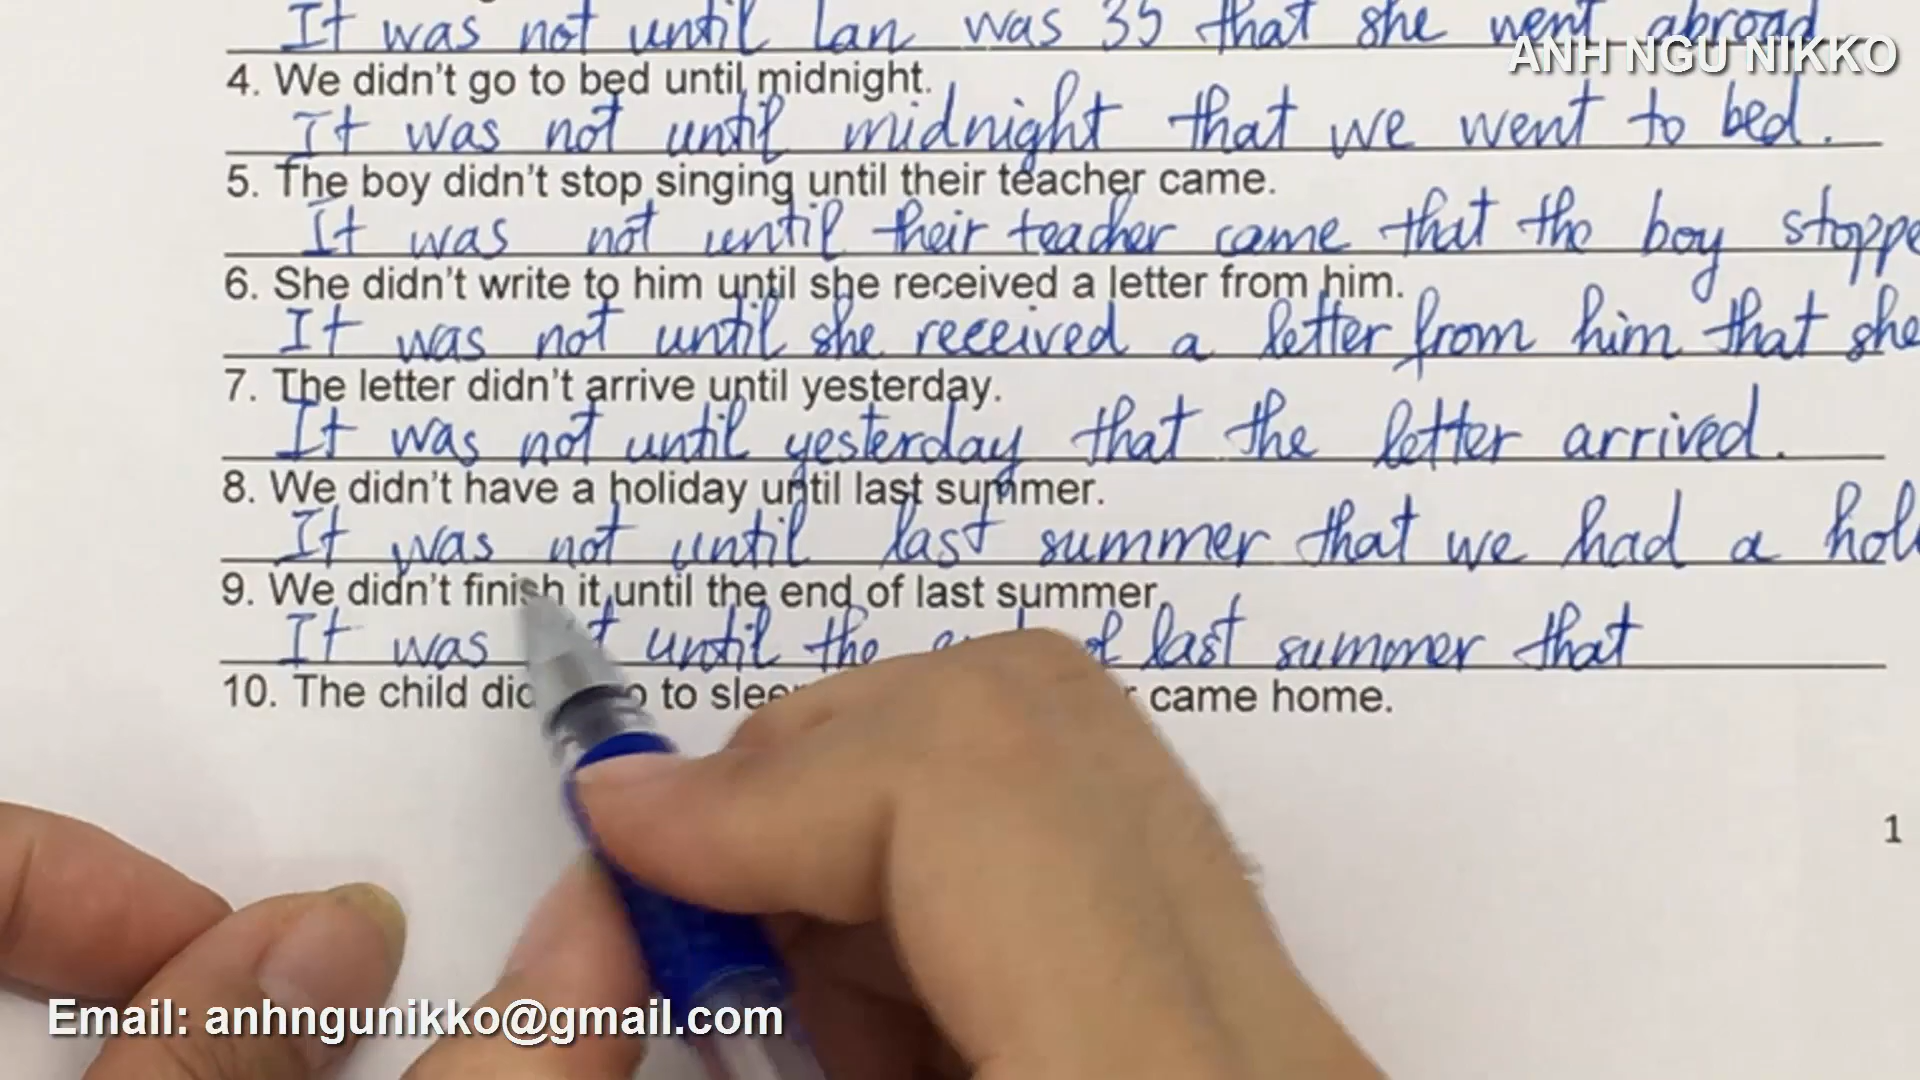 It was not until Lan was 35 that she went abroad
ANH NGU NIKKO
4. We didn't go to bed until midnight.
It was not until midnight that we went to bed.
5. The boy didn't stop singing until their teacher came.
It was not until their teacher came that the boy stoppe
6. She didn't write to him until she received a letter from him.
It was not until she received a letter from him that she
7. The letter didn't arrive until yesterday.
It was not until yesterday that the letter arrived.
8. We didn't have a holiday until last summer.
It was not until last summer that we had a hol
9. We didn't finish it until the end of last summer.
It was until the of last summer that
10. The child to came home.
1
Email: anhngunikko@gmail.com